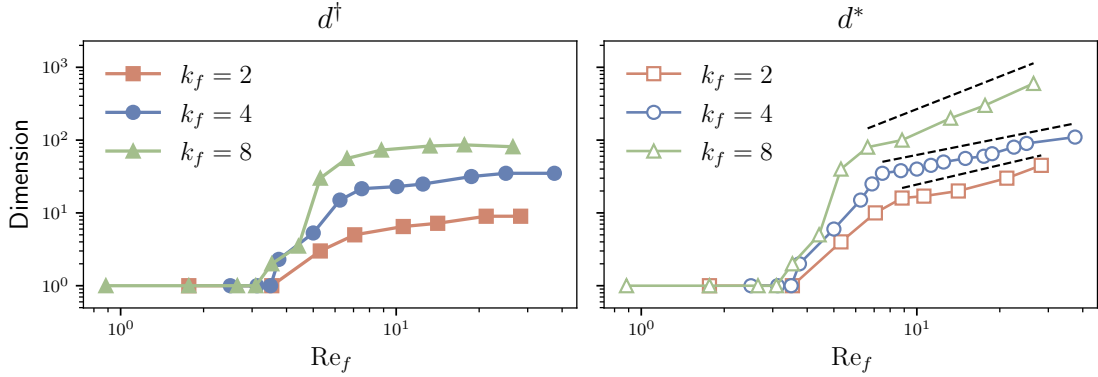 d† d*
Dimension
10³
10²
10¹
10⁰
k_f = 2
k_f = 4
k_f = 8
k_f = 2
k_f = 4
k_f = 8
10⁰ 10¹ 10⁰ 10¹
Re_f Re_f